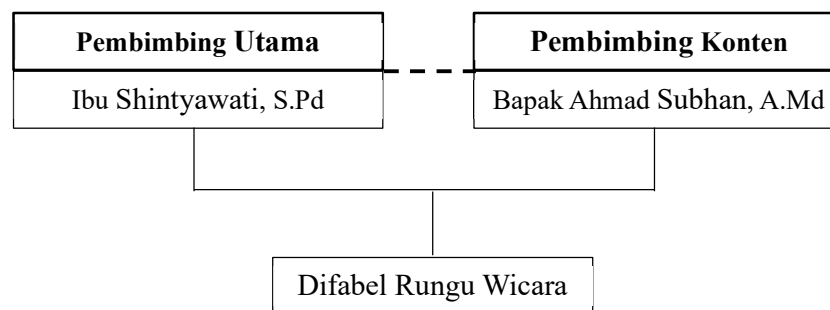 Pembimbing Utama
Ibu Shintyawati, S.Pd
Pembimbing Konten
Bapak Ahmad Subhan, A.Md
Difabel Rungu Wicara